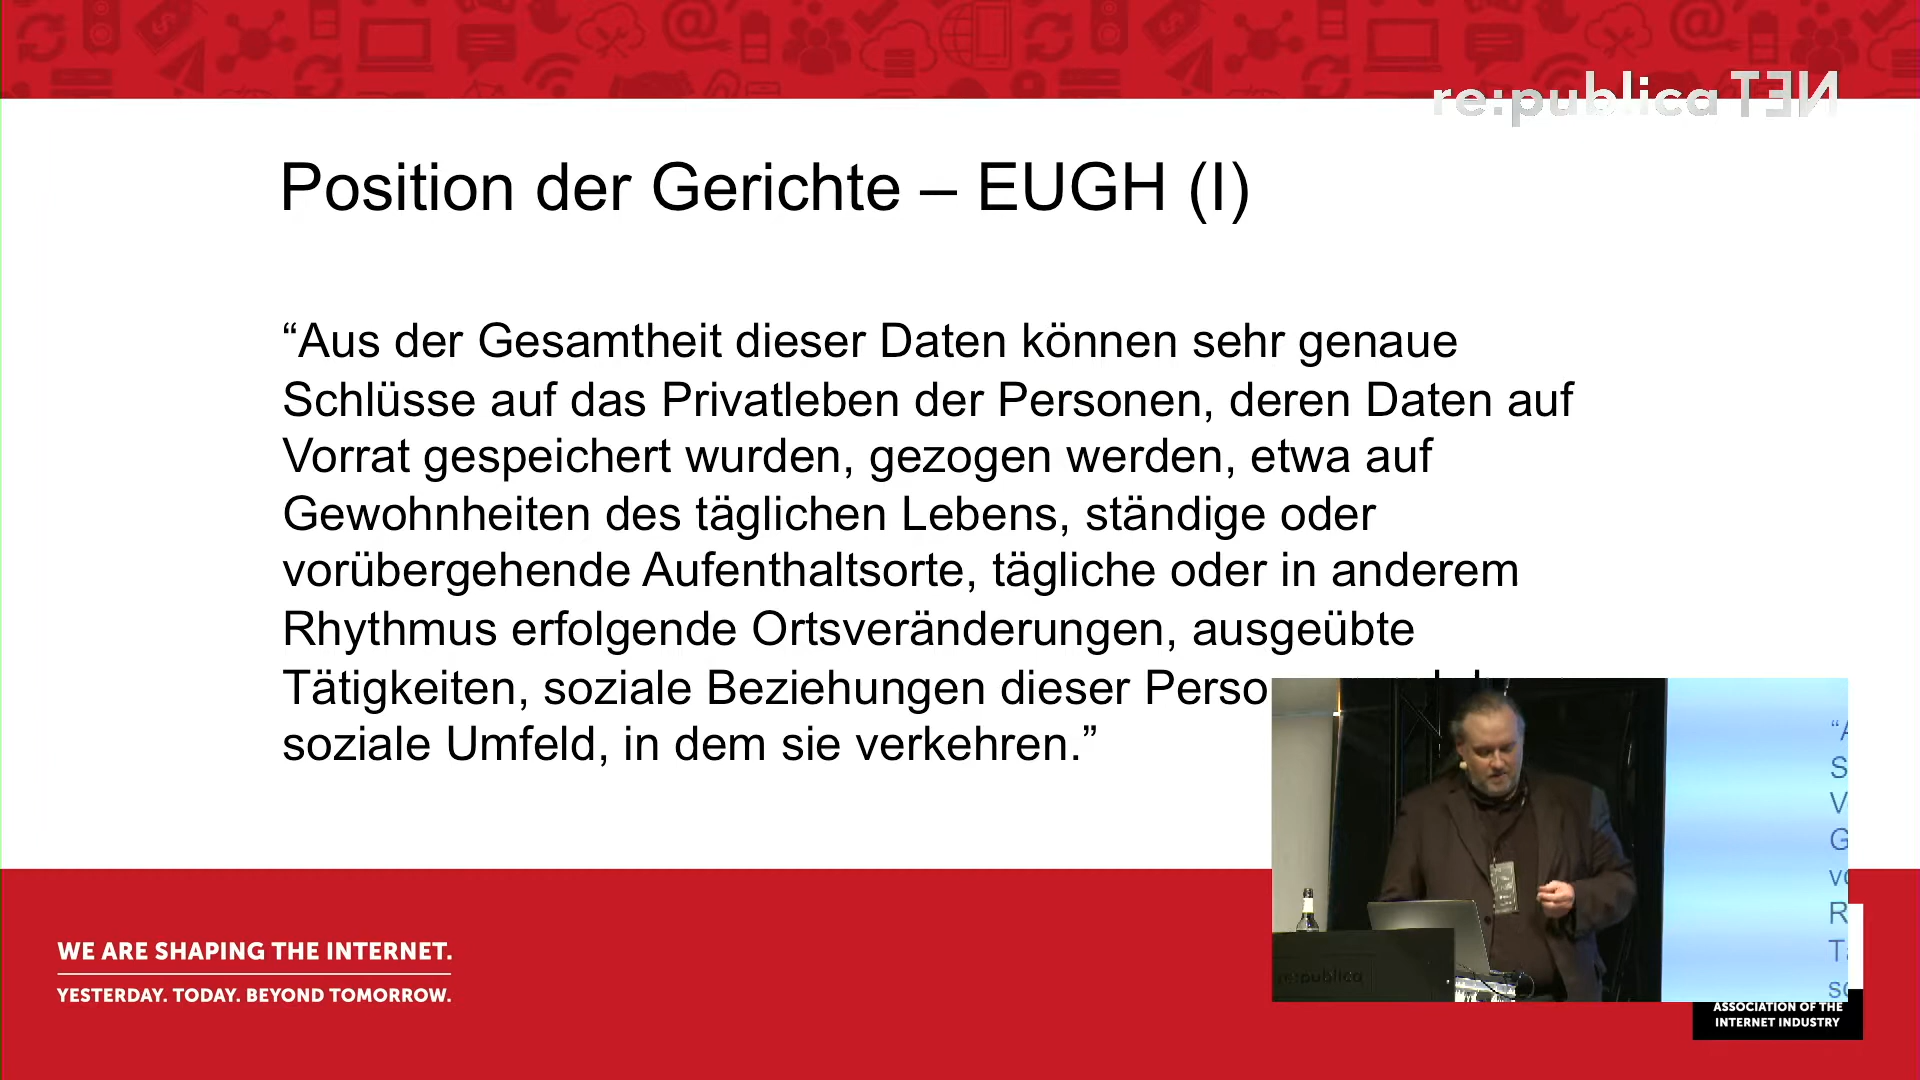 re:publica TEN
Position der Gerichte – EUGH (I)
“Aus der Gesamtheit dieser Daten können sehr genaue
Schlüsse auf das Privatleben der Personen, deren Daten auf
Vorrat gespeichert wurden, gezogen werden, etwa auf
Gewohnheiten des täglichen Lebens, ständige oder
vorübergehende Aufenthaltsorte, tägliche oder in anderem
Rhythmus erfolgende Ortsveränderungen, ausgeübte
Tätigkeiten, soziale Beziehungen dieser
soziale Umfeld, in dem sie verkehren.”
WE ARE SHAPING THE INTERNET.
YESTERDAY. TODAY. BEYOND TOMORROW.
re:publica
ASSOCIATION OF THE
INTERNET INDUSTRY